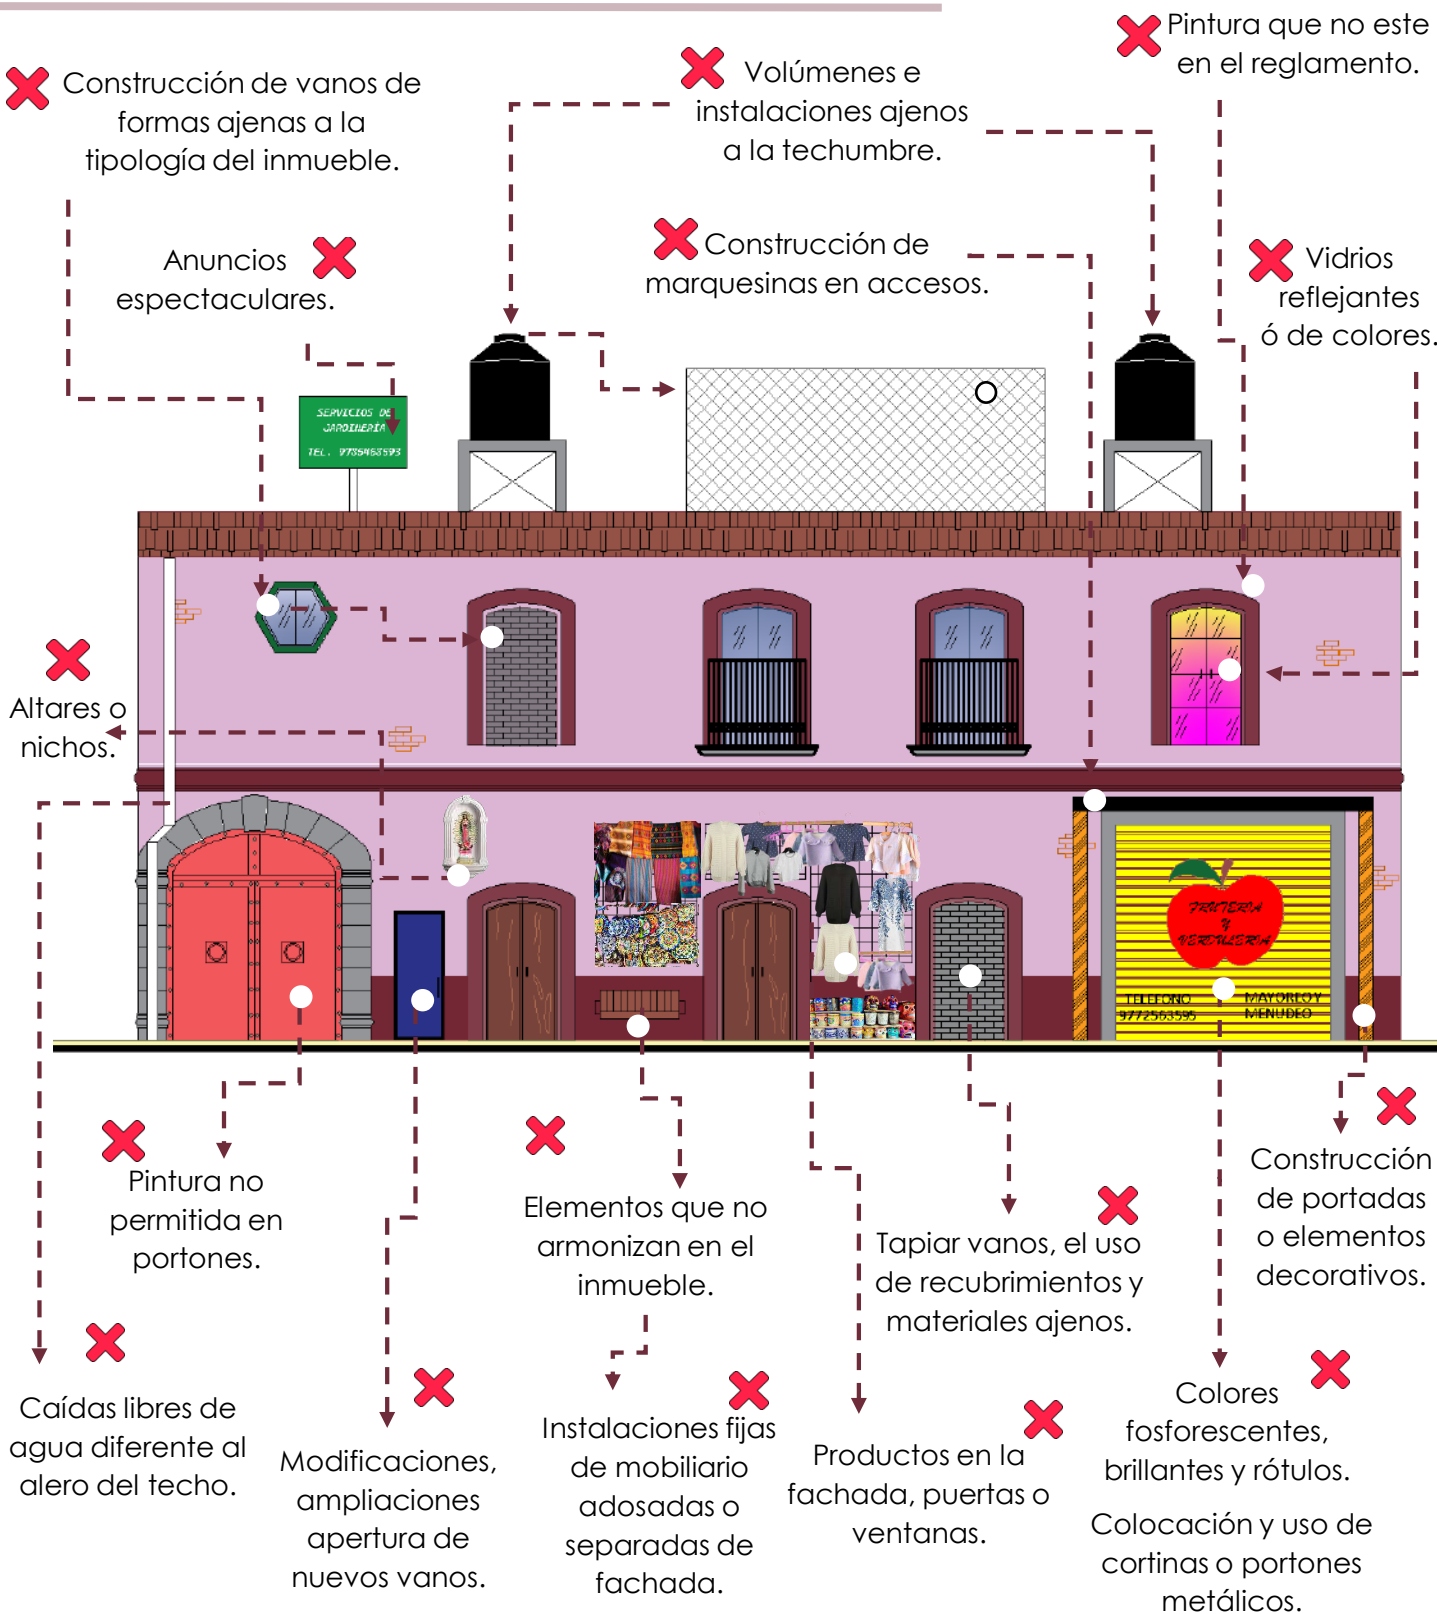 Pintura que no este
en el reglamento.
Construcción de vanos de
formas ajenas a la
tipología del inmueble.
Volúmenes e
instalaciones ajenos
a la techumbre.
Anuncios
espectaculares.
Construcción de
marquesinas en accesos.
Vidrios
reflejantes
ó de colores.
SERVICIOS DE
JARDINERÍA
TEL. 9786468593
Altares o
nichos.
FRUTERIA
Y
VERDULERIA
TELEFONO
9772563595
MAYOREO Y
MENUDEO
Pintura no
permitida en
portones.
Elementos que no
armonizan en el
inmueble.
Tapiar vanos, el uso
de recubrimientos y
materiales ajenos.
Construcción
de portadas
o elementos
decorativos.
Caídas libres de
agua diferente al
alero del techo.
Modificaciones,
ampliaciones
apertura de
nuevos vanos.
Instalaciones fijas
de mobiliario
adosadas o
separadas de
fachada.
Productos en la
fachada, puertas o
ventanas.
Colores
fosforescentes,
brillantes y rótulos.
Colocación y uso de
cortinas o portones
metálicos.